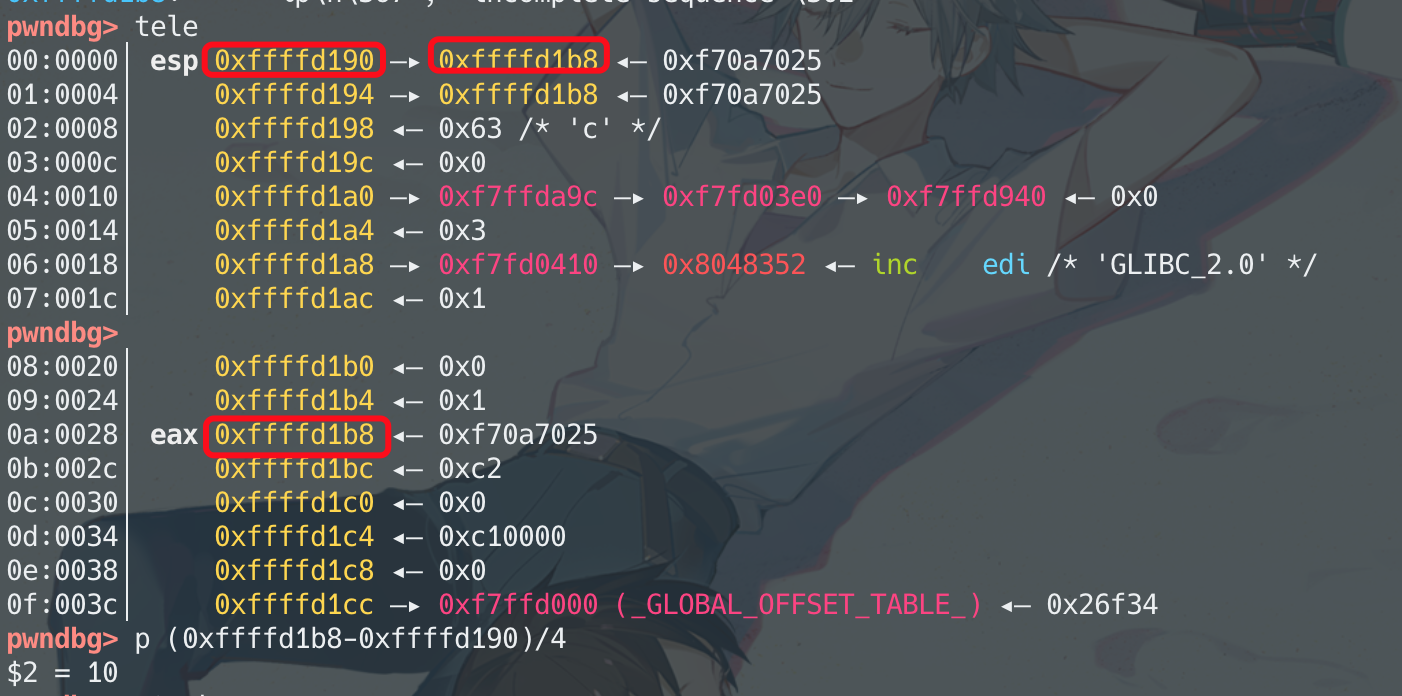 pwndbg> tele
00:0000│ esp 0xffffd190 —▸ 0xffffd1b8 ◂— 0xf70a7025
01:0004│ 0xffffd194 —▸ 0xffffd1b8 ◂— 0xf70a7025
02:0008│ 0xffffd198 ◂— 0x63 /* 'c' */
03:000c│ 0xffffd19c ◂— 0x0
04:0010│ 0xffffd1a0 —▸ 0xf7ffda9c —▸ 0xf7fd03e0 —▸ 0xf7ffd940 ◂— 0x0
05:0014│ 0xffffd1a4 ◂— 0x3
06:0018│ 0xffffd1a8 —▸ 0xf7fd0410 —▸ 0x8048352 ◂— inc edi /* 'GLIBC_2.0' */
07:001c│ 0xffffd1ac ◂— 0x1
pwndbg>
08:0020│ 0xffffd1b0 ◂— 0x0
09:0024│ 0xffffd1b4 ◂— 0x1
0a:0028│ eax 0xffffd1b8 ◂— 0xf70a7025
0b:002c│ 0xffffd1bc ◂— 0xc2
0c:0030│ 0xffffd1c0 ◂— 0x0
0d:0034│ 0xffffd1c4 ◂— 0xc10000
0e:0038│ 0xffffd1c8 ◂— 0x0
0f:003c│ 0xffffd1cc —▸ 0xf7ffd000 (_GLOBAL_OFFSET_TABLE_) ◂— 0x26f34
pwndbg> p (0xffffd1b8-0xffffd190)/4
$2 = 10